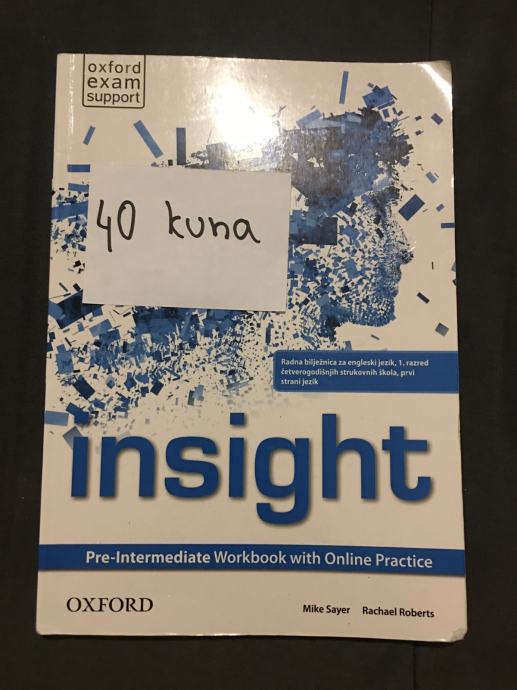 oxford
exam
support
40 kuna
Radna bilježnica za engleski jezik, 1. razred
četverogodišnjih strukovnih škola, prvi
strani jezik
insight
Pre-Intermediate Workbook with Online Practice
OXFORD
Mike Sayer Rachael Roberts